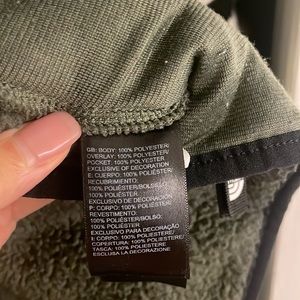 GB: BODY: 100% POLYESTER/
OVERLAY: 100% POLYESTER/
POCKET: 100% POLYESTER
EXCLUSIVE OF DECORATION
E: CUERPO: 100% POLIÉSTER/
RECUBRIMIENTO:
100% POLIÉSTER/BOLSILLO:
100% POLIÉSTER
EXCLUSIVO DE DECORACIÓN
P: CORPO: 100% POLIÉSTER/
REVESTIMENTO:
100% POLIÉSTER/BOLSO:
100% POLIÉSTER
EXCLUSIVO PARA DECORAÇÃO
I: CORPO: 100% POLIESTERE/
COPERTURA: 100% POLIESTERE/
TASCA: 100% POLIESTERE
ESCLUSA LA DECORAZIONE